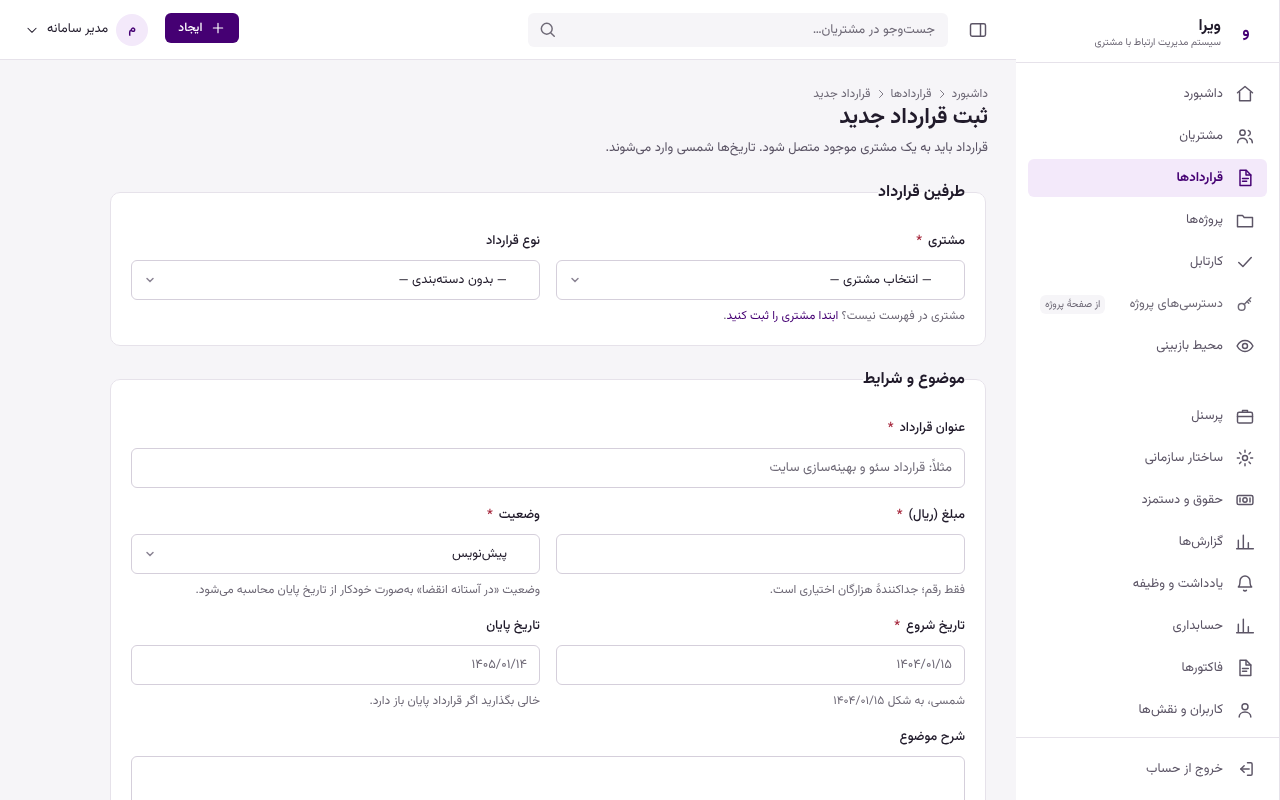 و
ویرا
سیستم مدیریت ارتباط با مشتری
داشبورد
مشتریان
قراردادها
پروژه‌ها
کارتابل
دسترسی‌های پروژه
از صفحهٔ پروژه
محیط بازبینی
پرسنل
ساختار سازمانی
حقوق و دستمزد
گزارش‌ها
یادداشت و وظیفه
حسابداری
فاکتورها
کاربران و نقش‌ها
خروج از حساب
جست‌وجو در مشتریان...
ایجاد
م
مدیر سامانه
داشبورد
قراردادها
قرارداد جدید
ثبت قرارداد جدید
قرارداد باید به یک مشتری موجود متصل شود. تاریخ‌ها شمسی وارد می‌شوند.
طرفین قرارداد
مشتری *
— انتخاب مشتری —
مشتری در فهرست نیست؟ ابتدا مشتری را ثبت کنید.
نوع قرارداد
— بدون دسته‌بندی —
موضوع و شرایط
عنوان قرارداد *
مثلاً: قرارداد سئو و بهینه‌سازی سایت
مبلغ (ریال) *
فقط رقم؛ جداکنندهٔ هزارگان اختیاری است.
وضعیت *
پیش‌نویس
وضعیت «در آستانه انقضا» به‌صورت خودکار از تاریخ پایان محاسبه می‌شود.
تاریخ شروع *
۱۴۰۴/۰۱/۱۵
شمسی، به شکل ۱۴۰۴/۰۱/۱۵
تاریخ پایان
۱۴۰۵/۰۱/۱۴
خالی بگذارید اگر قرارداد پایان باز دارد.
شرح موضوع